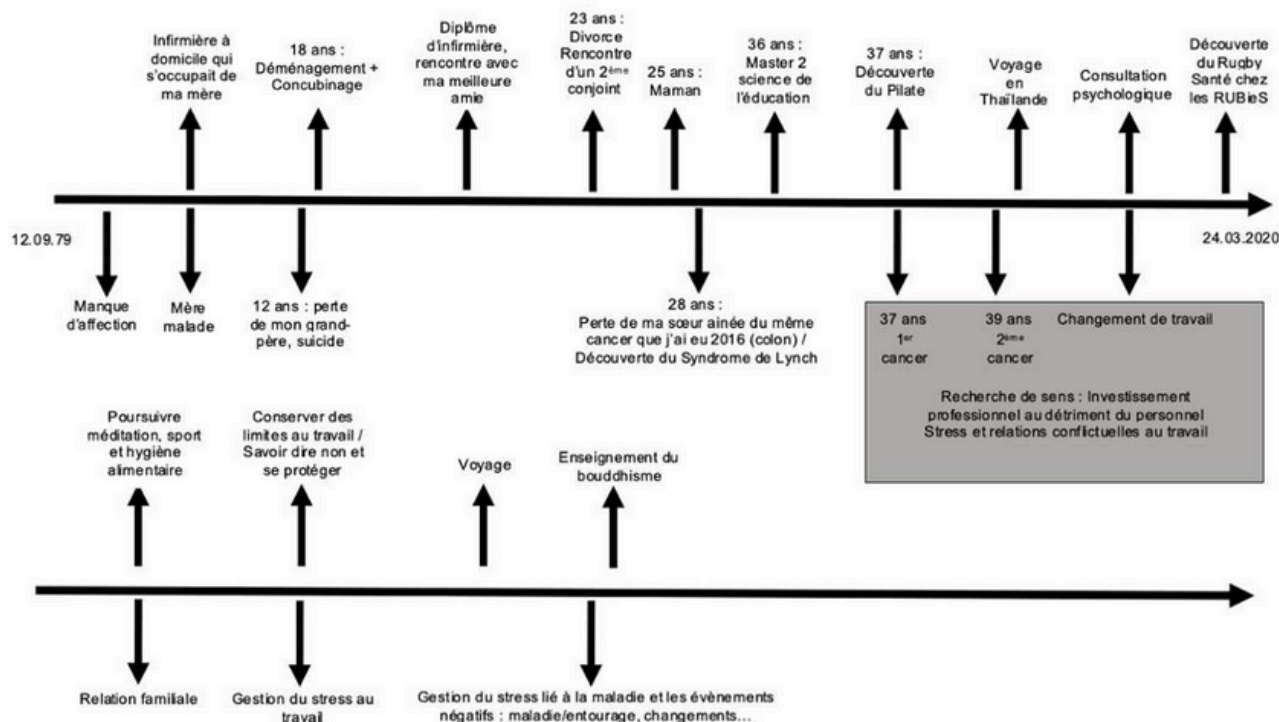 Infirmière à
domicile qui
s'occupait de
ma mère
18 ans :
Déménagement +
Concubinage
Diplôme
d'infirmière,
rencontre avec
ma meilleure
amie
23 ans :
Divorce
Rencontre
d'un 2ème
conjoint
25 ans :
Maman
36 ans :
Master 2
science de
l'éducation
37 ans :
Découverte
du Pilate
Voyage
en
Thaïlande
Consultation
psychologique
Découverte
du Rugby
Santé chez
les RUBieS
12.09.79
24.03.2020
Manque
d'affection
Mère
malade
12 ans : perte
de mon grand-
père, suicide
28 ans :
Perte de ma sœur ainée du même
cancer que j'ai eu 2016 (colon) /
Découverte du Syndrome de Lynch
37 ans
1er
cancer
39 ans
2ème
cancer
Changement de travail
Recherche de sens : Investissement
professionnel au détriment du personnel
Stress et relations conflictuelles au travail
Poursuivre
méditation, sport
et hygiène
alimentaire
Conserver des
limites au travail /
Savoir dire non et
se protéger
Voyage
Enseignement du
bouddhisme
Relation familiale
Gestion du stress au
travail
Gestion du stress lié à la maladie et les évènements
négatifs : maladie/entourage, changements...